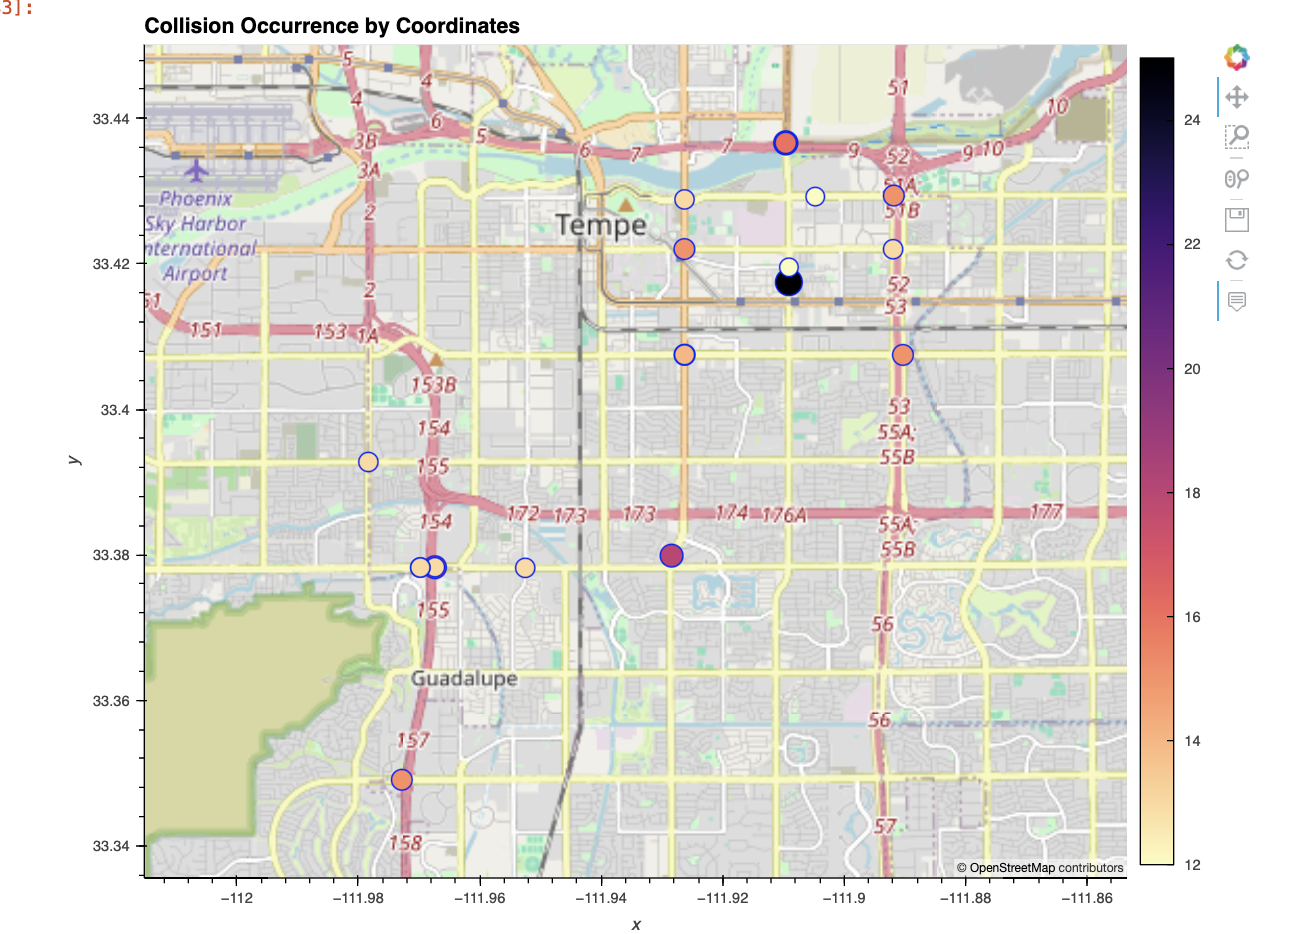 3]:
Collision Occurrence by Coordinates
5
4
4
6
5
3B
3A
6
7
7
9
51
52
9
10
10
51A
51B
2
Phoenix
Sky Harbor
International
Airport
Tempe
2
52
53
51
151
153
1A
153B
154
155
53
55A;
55B
154
172
173
173
174
176A
55A;
55B
177
155
56
Guadalupe
56
157
57
158
© OpenStreetMap contributors
33.44
33.42
33.4
33.38
33.36
33.34
y
−112
−111.98
−111.96
−111.94
−111.92
−111.9
−111.88
−111.86
x
24
22
20
18
16
14
12